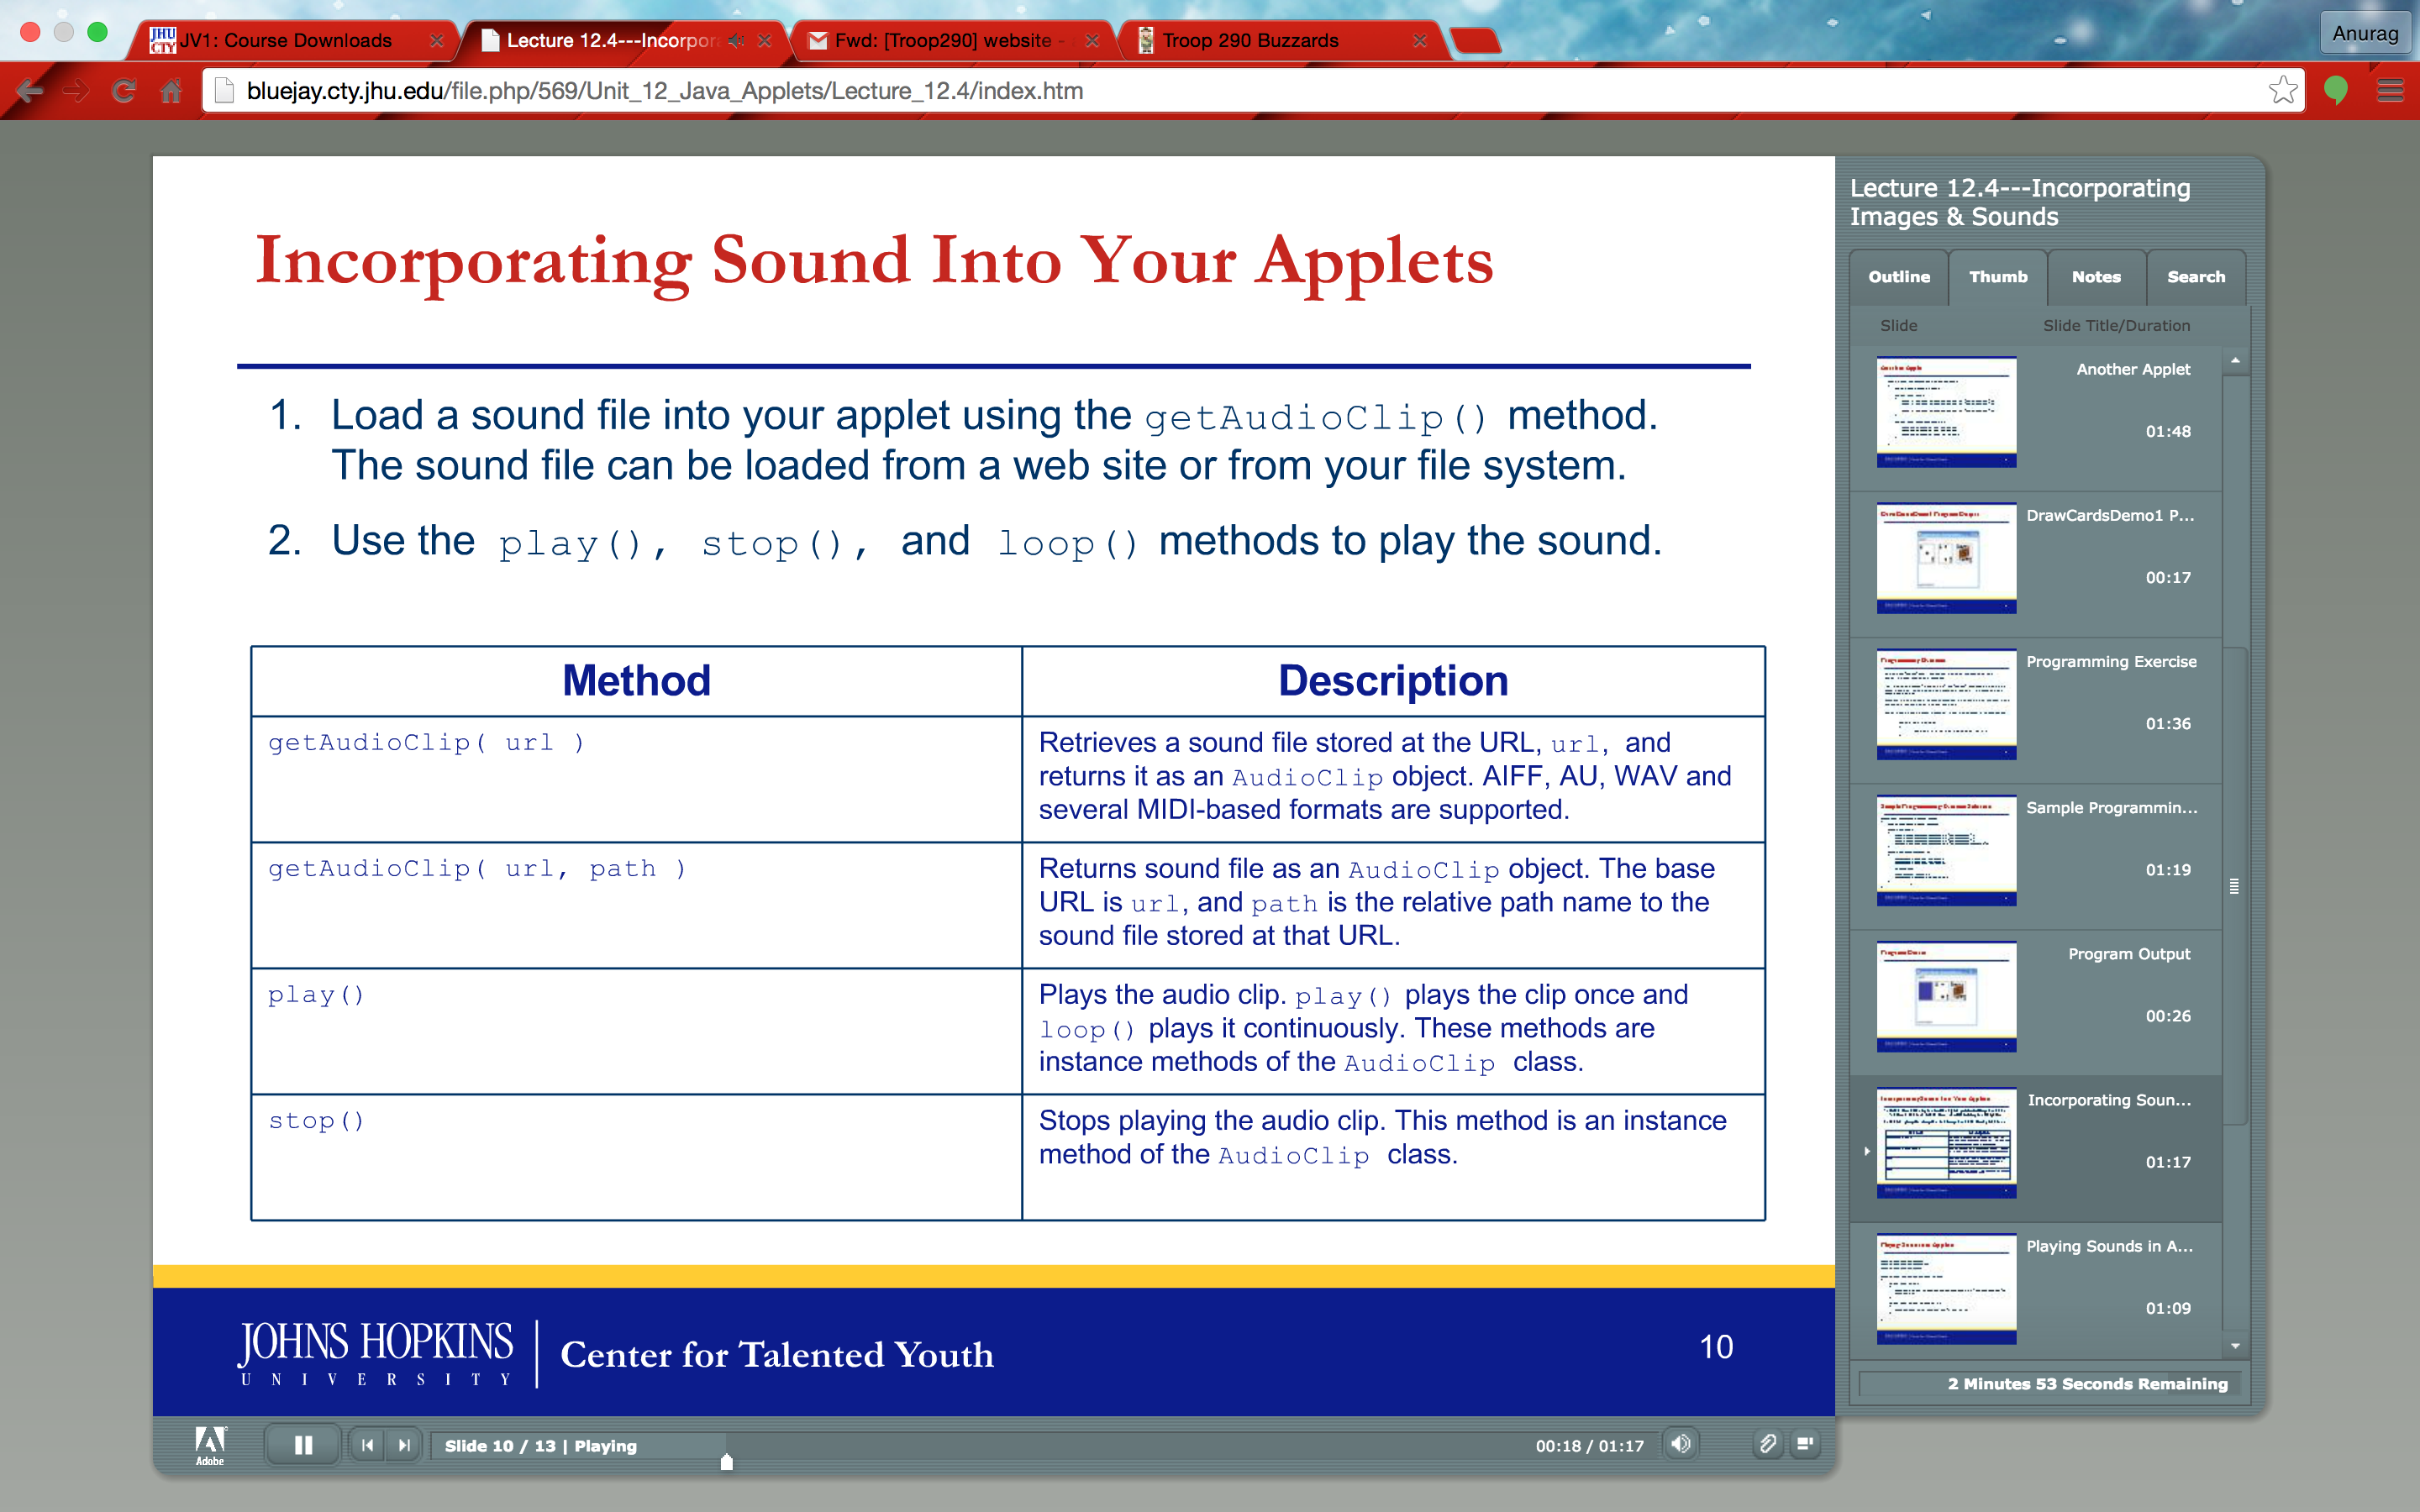 JHU
CTY
JV1: Course Downloads
Lecture 12.4---Incorpor
Fwd: [Troop290] website -
Troop 290 Buzzards
Anurag
bluejay.cty.jhu.edu/file.php/569/Unit_12_Java_Applets/Lecture_12.4/index.htm
Incorporating Sound Into Your Applets
1. Load a sound file into your applet using the getAudioClip() method.
The sound file can be loaded from a web site or from your file system.
2. Use the play(), stop(), and loop() methods to play the sound.
Method Description
getAudioClip( url )
Retrieves a sound file stored at the URL, url, and
returns it as an AudioClip object. AIFF, AU, WAV and
several MIDI-based formats are supported.
getAudioClip( url, path )
Returns sound file as an AudioClip object. The base
URL is url, and path is the relative path name to the
sound file stored at that URL.
play()
Plays the audio clip. play() plays the clip once and
loop() plays it continuously. These methods are
instance methods of the AudioClip class.
stop()
Stops playing the audio clip. This method is an instance
method of the AudioClip class.
JOHNS HOPKINS
UNIVERSITY
Center for Talented Youth
10
Adobe
Slide 10 / 13 | Playing
00:18 / 01:17
Lecture 12.4---Incorporating
Images & Sounds
Outline Thumb Notes Search
Slide Slide Title/Duration
Another Applet
01:48
DrawCardsDemo1 P...
00:17
Programming Exercise
01:36
Sample Programmin...
01:19
Program Output
00:26
Incorporating Soun...
01:17
Playing Sounds in A...
01:09
2 Minutes 53 Seconds Remaining